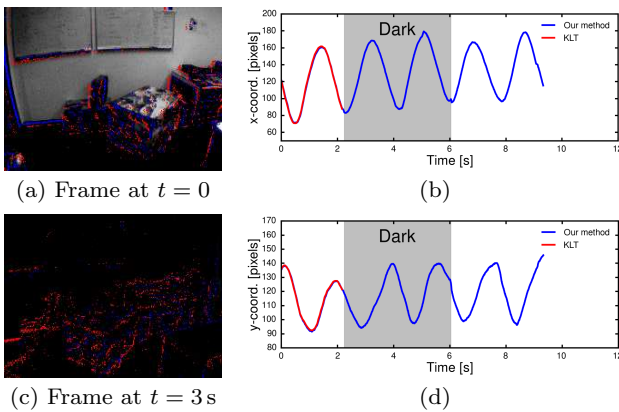 200
180
160
140
120
100
80
60
x-coord. [pixels]
Dark
Our method
KLT
0 2 4 6 8 10 12
Time [s]
(a) Frame at t = 0
(b)
170
160
150
140
130
120
110
100
90
80
y-coord. [pixels]
Dark
Our method
KLT
0 2 4 6 8 10 12
Time [s]
(c) Frame at t = 3 s
(d)